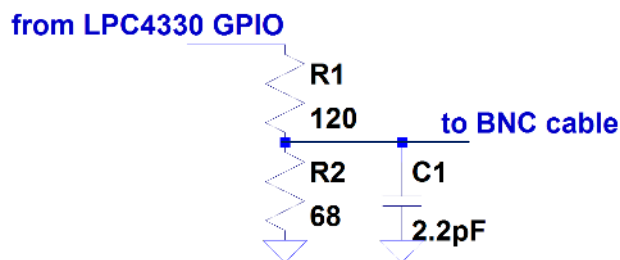 from LPC4330 GPIO
R1
120
to BNC cable
R2
68
C1
2.2pF